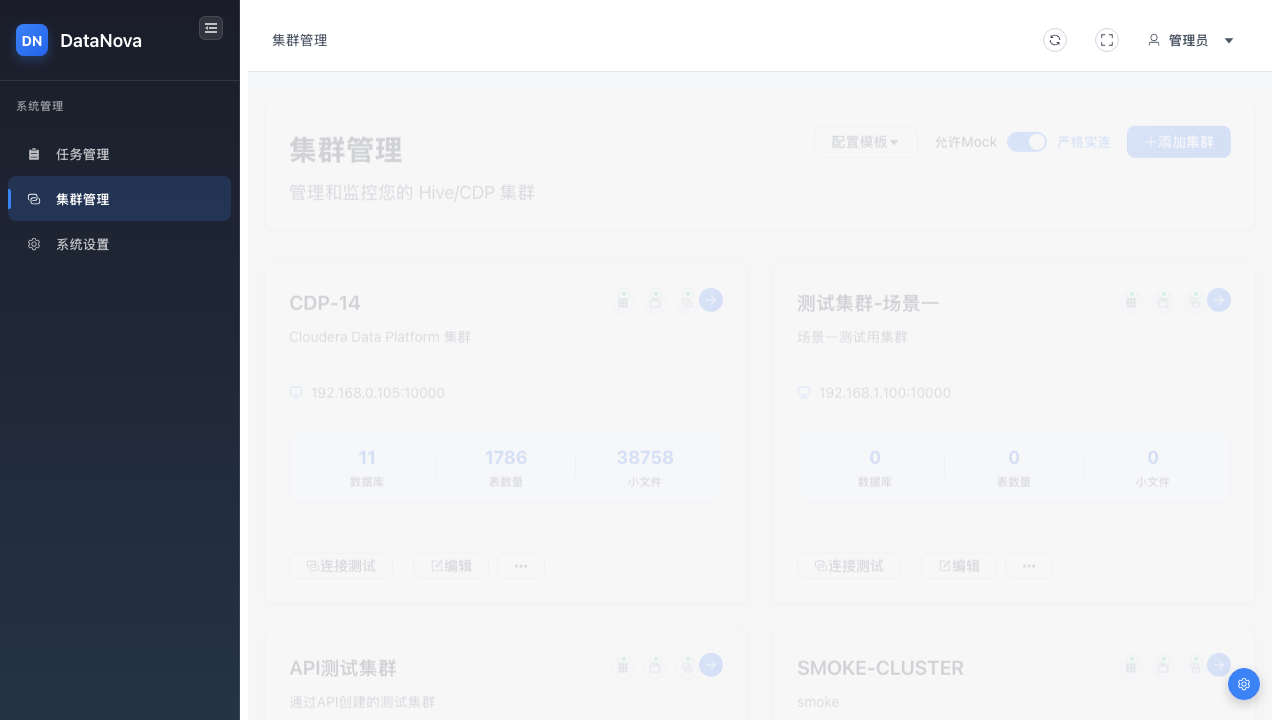 DN DataNova
系统管理
任务管理
集群管理
系统设置
集群管理
管理员
集群管理
管理和监控您的 Hive/CDP 集群
配置模板
允许Mock
严格实连
添加集群
CDP-14
Cloudera Data Platform 集群
192.168.0.105:10000
11 1786 38758
数据库 表数量 小文件
连接测试 编辑 •••
测试集群-场景一
场景一测试用集群
192.168.1.100:10000
0 0 0
数据库 表数量 小文件
连接测试 编辑 •••
API测试集群
通过API创建的测试集群
SMOKE-CLUSTER
smoke